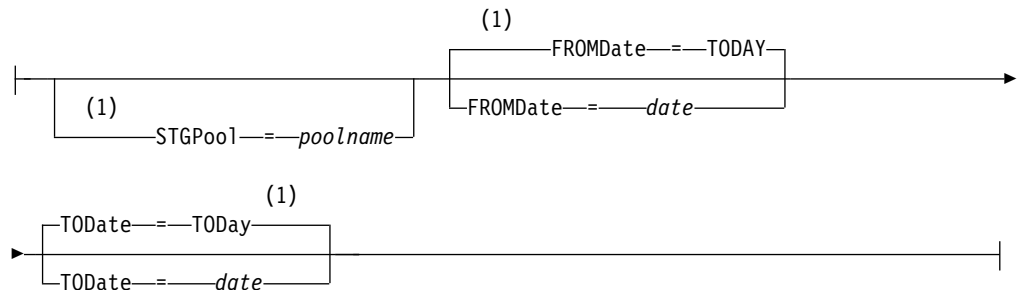 (1)
FROMDate = TODAY
(1)
STGPool = poolname
FROMDate = date
(1)
TODate = TODay
TODate = date